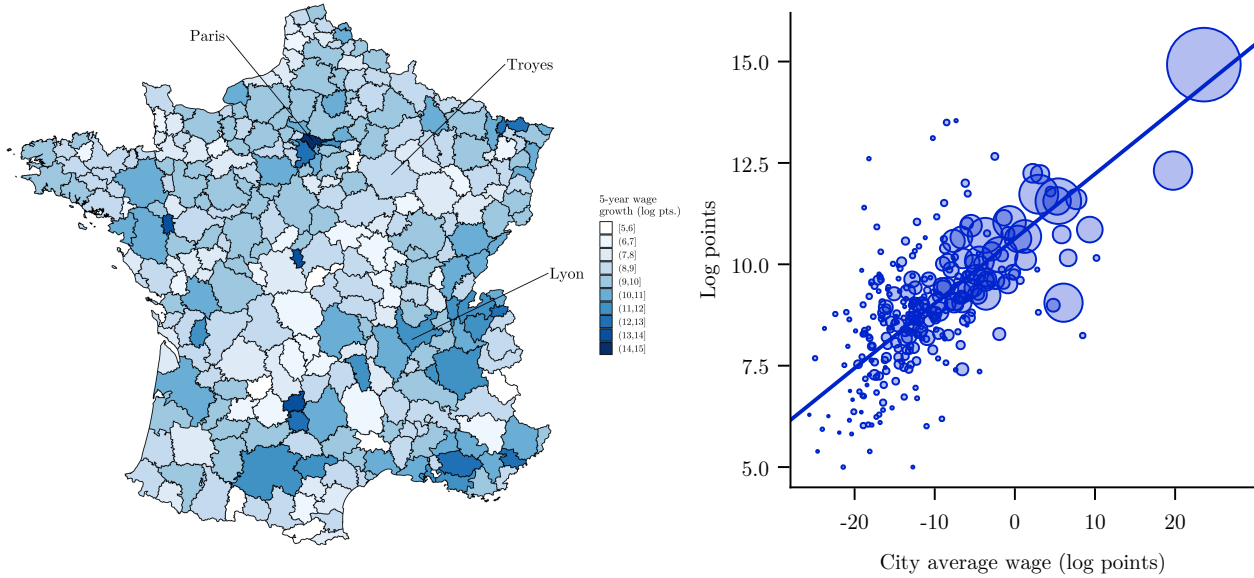 Paris
Troyes
Lyon
5-year wage
growth (log pts.)
[5,6]
(6,7]
(7,8]
(8,9]
(9,10]
(10,11]
(11,12]
(12,13]
(13,14]
(14,15]
15.0
12.5
10.0
7.5
5.0
Log points
-20 -10 0 10 20
City average wage (log points)